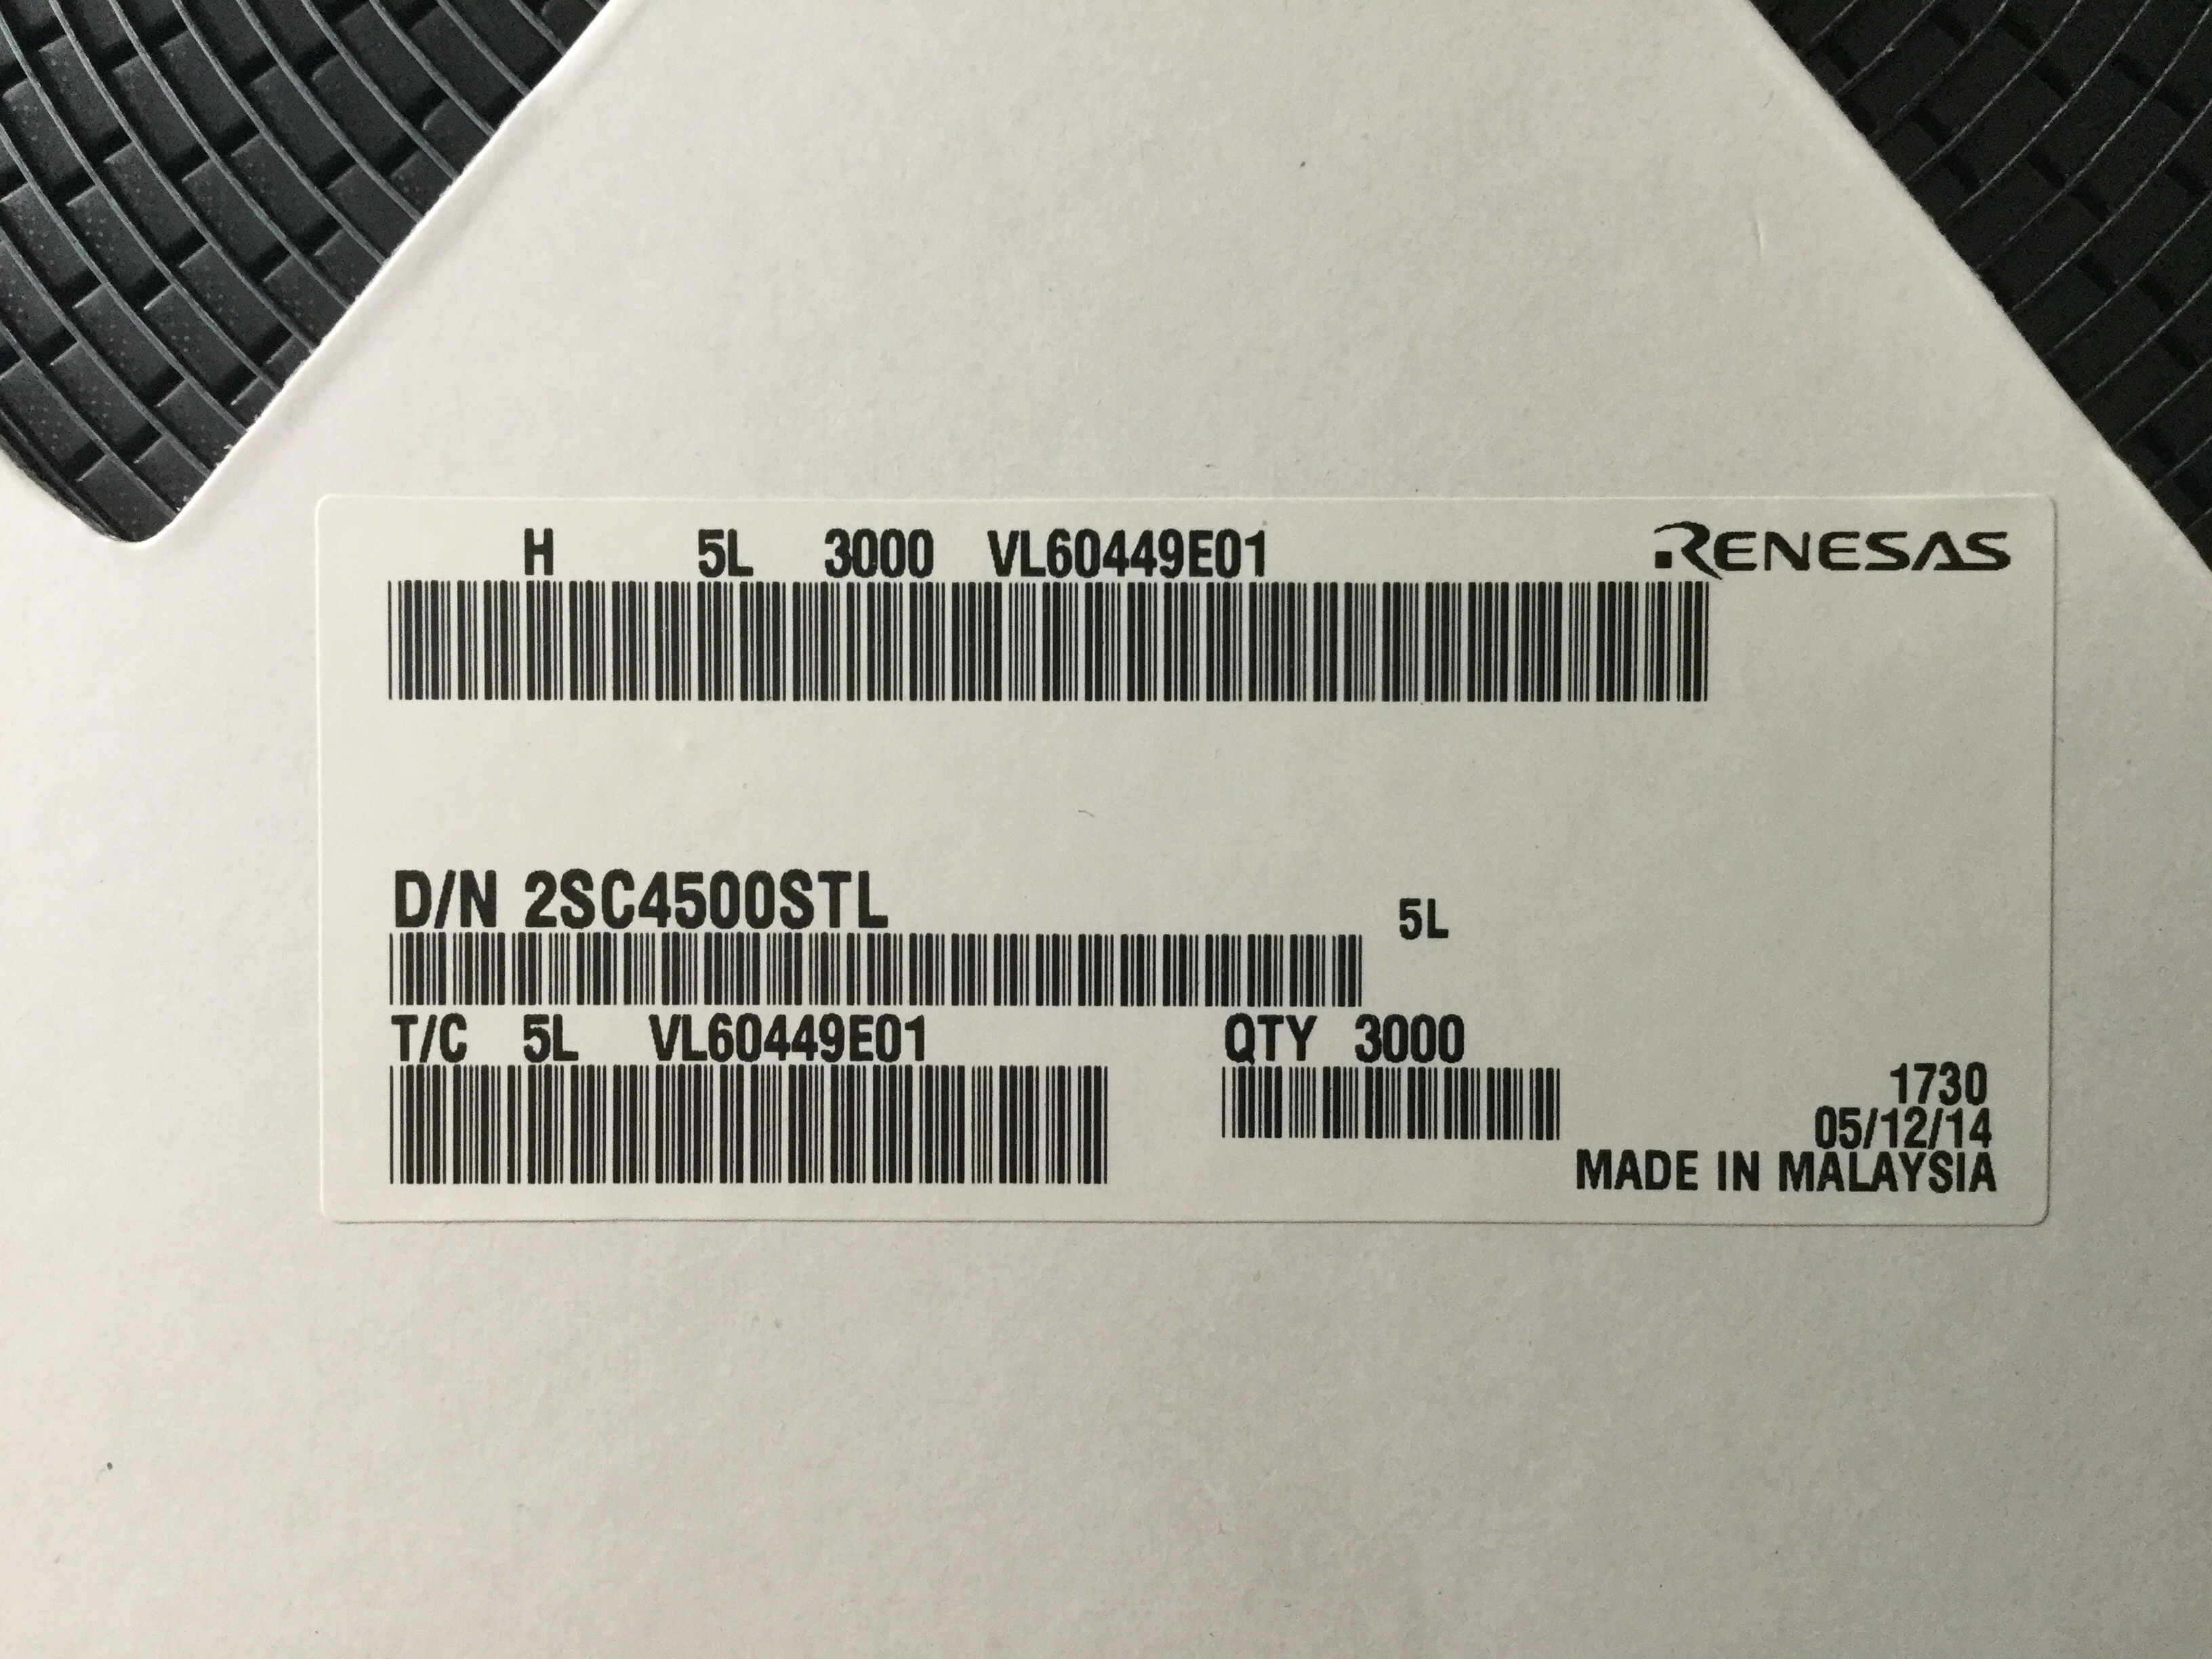 H 5L 3000 VL60449E01
RENESAS
D/N 2SC4500STL
5L
T/C 5L VL60449E01
QTY 3000
1730
05/12/14
MADE IN MALAYSIA